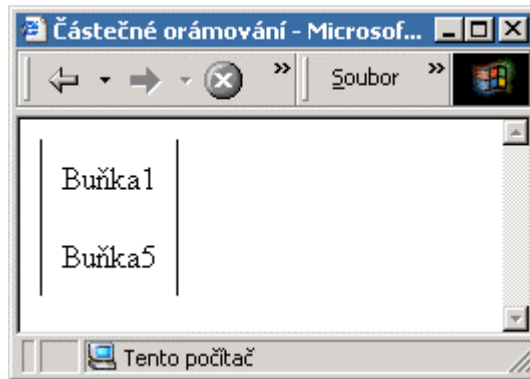 Částečné orámování - Microsof...
» Soubor »
Buňka1
Buňka5
Tento počítač